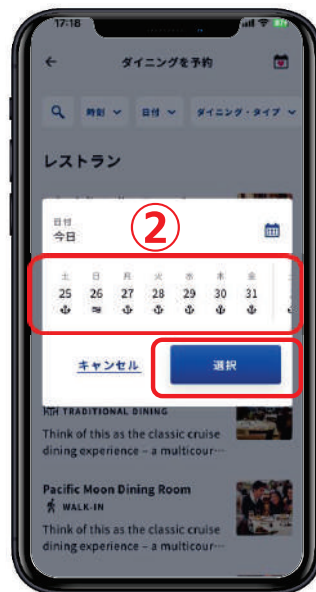 17:18
ダイニングを予約
時刻 日付 ダイニング・タイプ
レストラン
日付
今日
②
土 日 月 火 水 木 金
25 26 27 28 29 30 31
キャンセル 選択
TRADITIONAL DINING
Think of this as the classic cruise
dining experience – a multicour…
Pacific Moon Dining Room
WALK-IN
Think of this as the classic cruise
dining experience – a multicour…